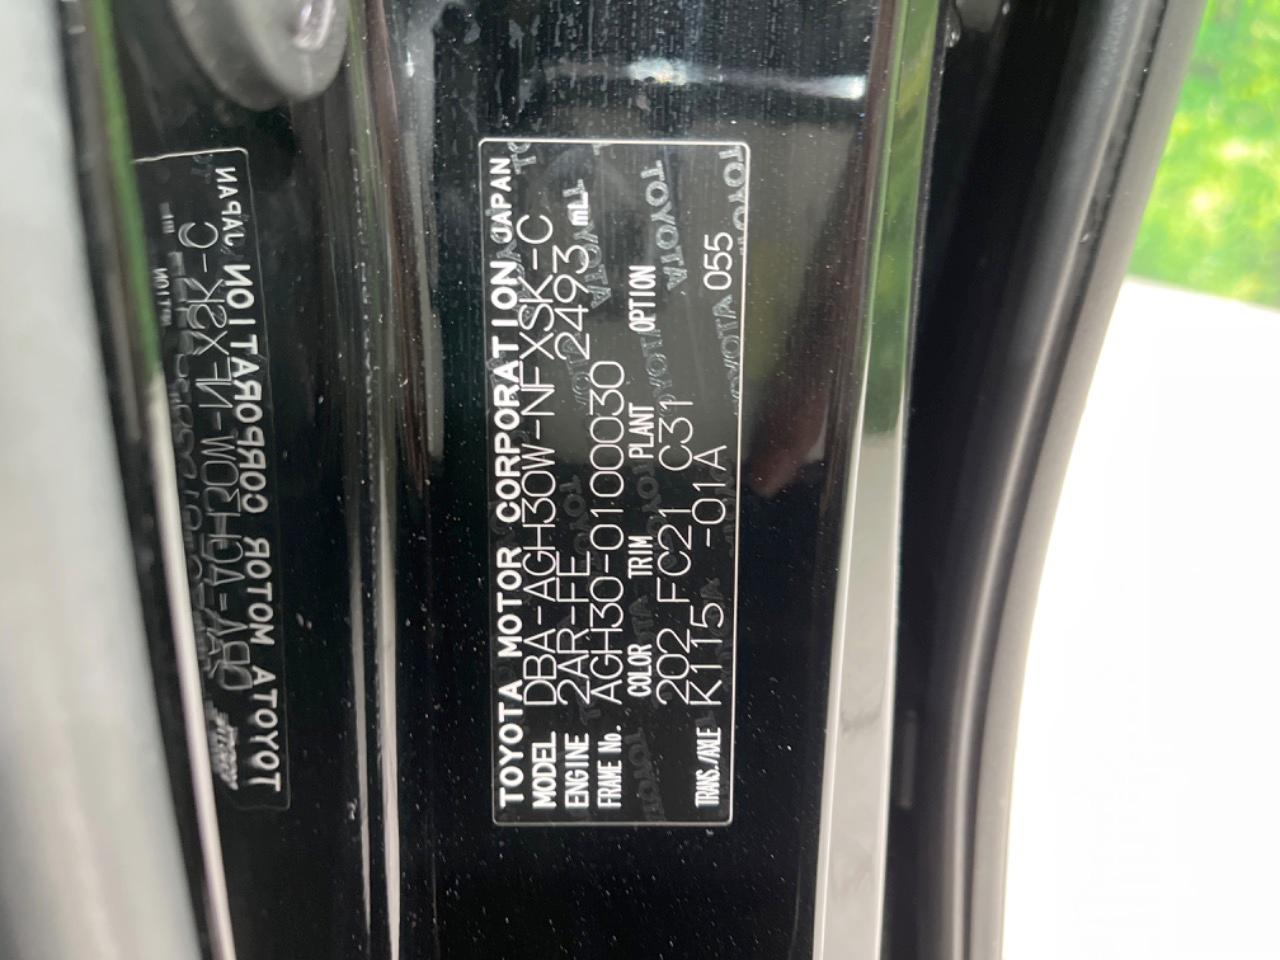 TOYOTA MOTOR CORPORATION JAPAN
MODEL DBA-AGH30W-NFXSK-C
ENGINE 2AR-FE 2493 mL
FRAME No. AGH30-0100030
COLOR TRIM PLANT OPTION
202 FC21 C31
TRANS./AXLE K115 -01A 055